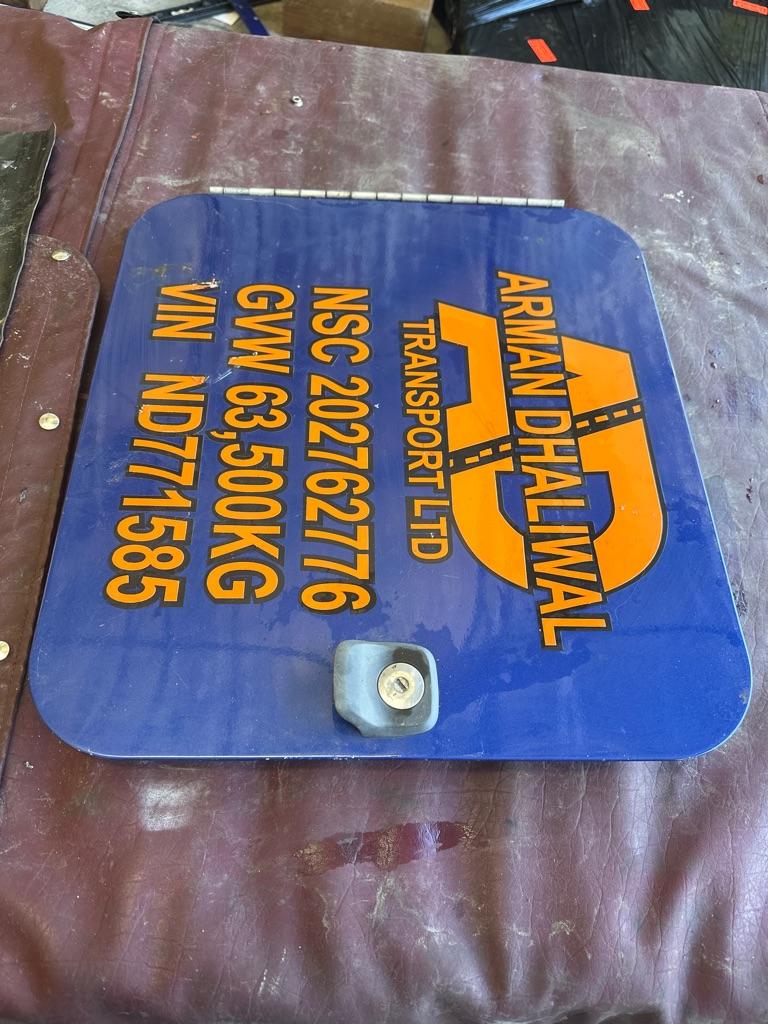 ARMAN DHALIWAL
TRANSPORT LTD
NSC 202762776
GVW 63,500KG
VIN ND771585